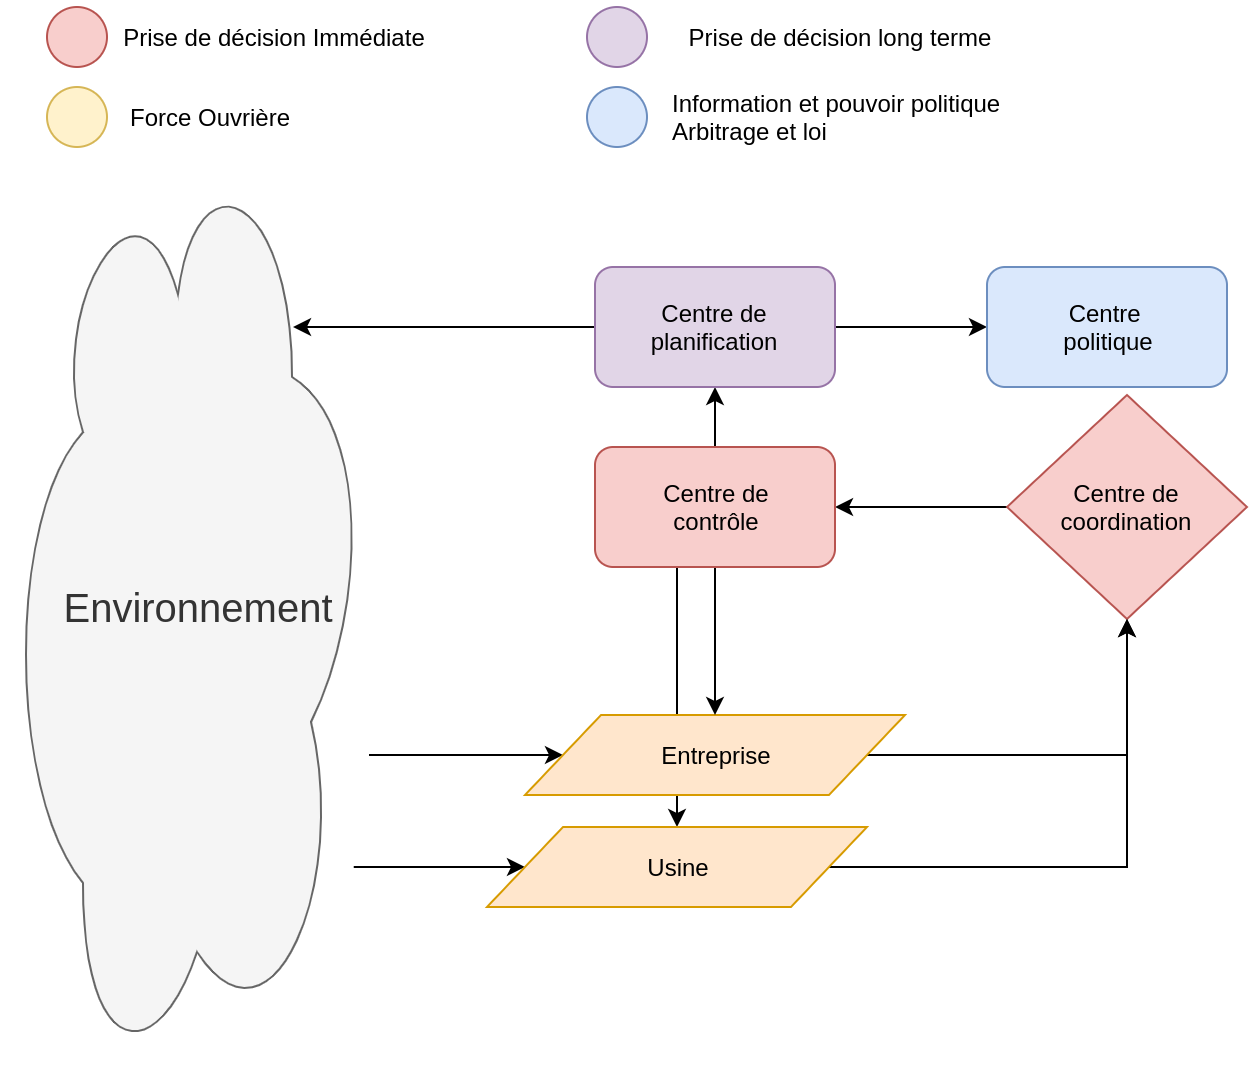 Prise de décision Immédiate
Prise de décision long terme
Force Ouvrière
Information et pouvoir politique
Arbitrage et loi
Centre de
planification
Centre
politique
Centre de
contrôle
Centre de
coordination
Environnement
Entreprise
Usine